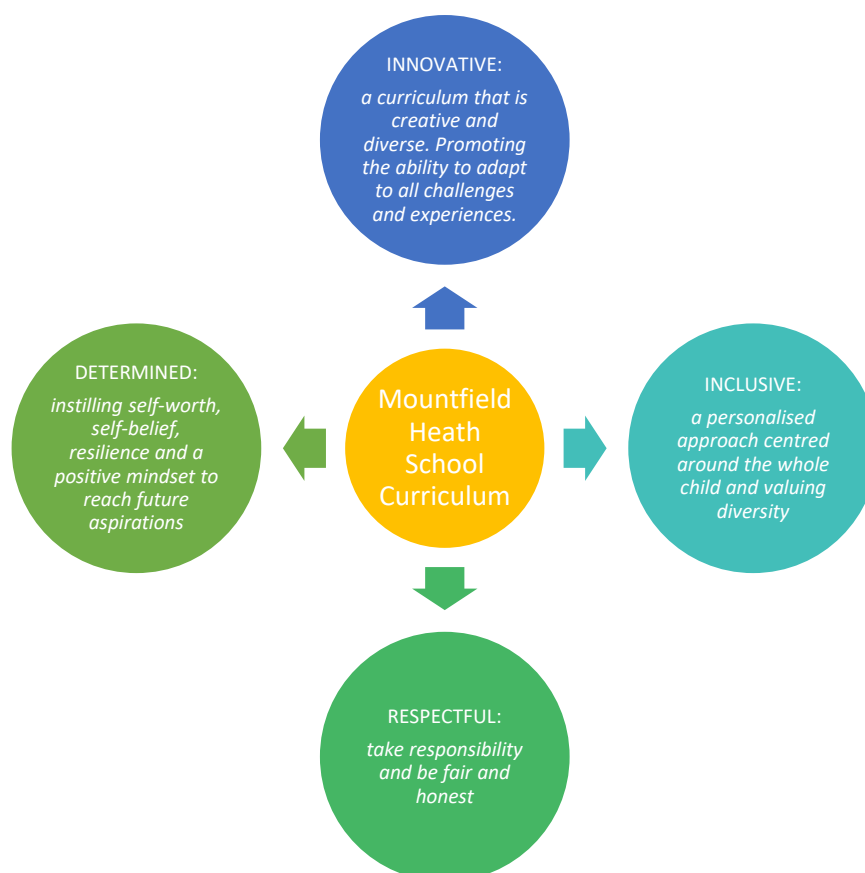 INNOVATIVE:
a curriculum that is
creative and
diverse. Promoting
the ability to adapt
to all challenges
and experiences.
DETERMINED:
instilling self-worth,
self-belief,
resilience and a
positive mindset to
reach future
aspirations
Mountfield
Heath
School
Curriculum
INCLUSIVE:
a personalised
approach centred
around the whole
child and valuing
diversity
RESPECTFUL:
take responsibility
and be fair and
honest